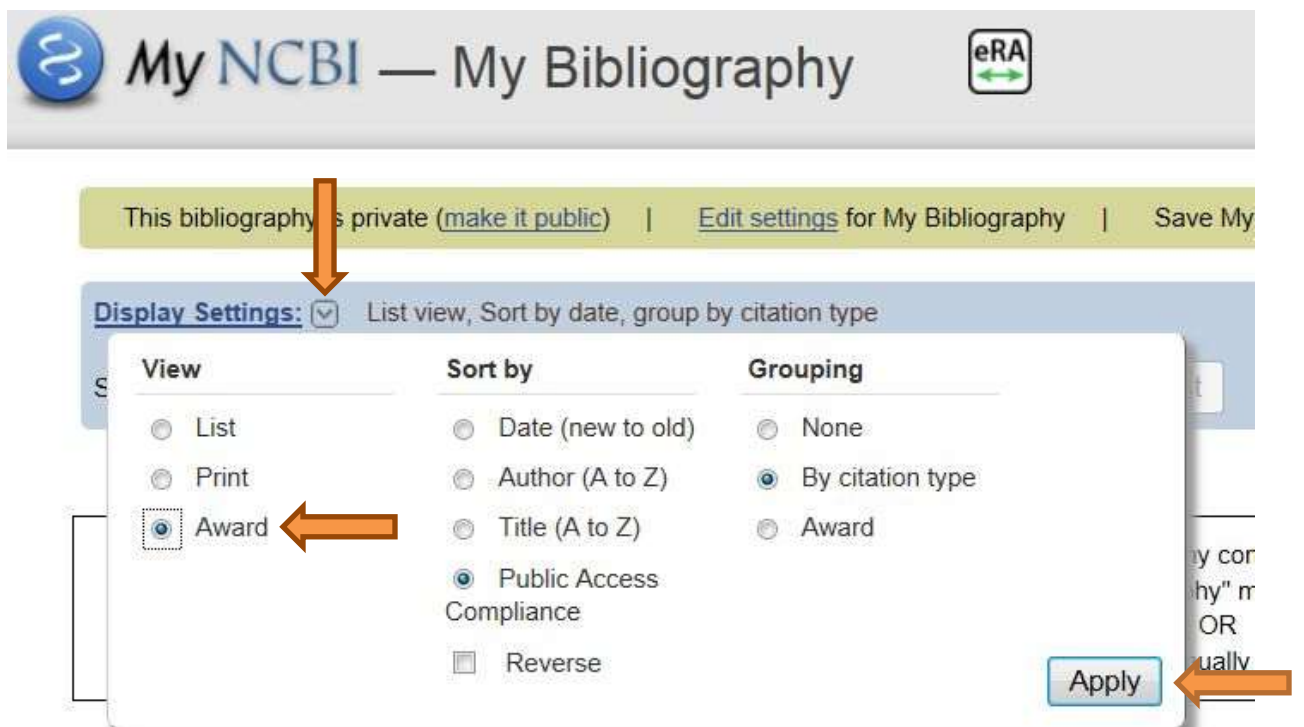 My NCBI — My Bibliography eRA
This bibliography is private (make it public) | Edit settings for My Bibliography | Save My
Display Settings: List view, Sort by date, group by citation type
View Sort by Grouping
S t
List Date (new to old) None
Print Author (A to Z) By citation type
Award Title (A to Z) Award
Public Access
Compliance
Reverse
Apply
OR